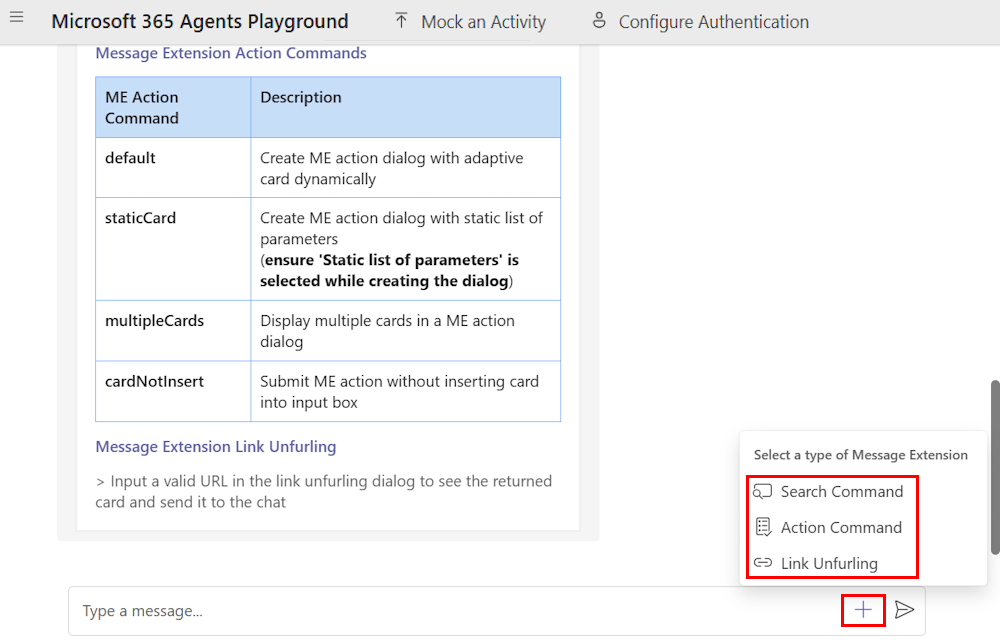 Microsoft 365 Agents Playground
Mock an Activity
Configure Authentication
Message Extension Action Commands
ME Action
Command
Description
default
Create ME action dialog with adaptive
card dynamically
staticCard
Create ME action dialog with static list of
parameters
(ensure 'Static list of parameters' is
selected while creating the dialog)
multipleCards
Display multiple cards in a ME action
dialog
cardNotInsert
Submit ME action without inserting card
into input box
Message Extension Link Unfurling
> Input a valid URL in the link unfurling dialog to see the returned
card and send it to the chat
Select a type of Message Extension
Search Command
Action Command
Link Unfurling
Type a message...